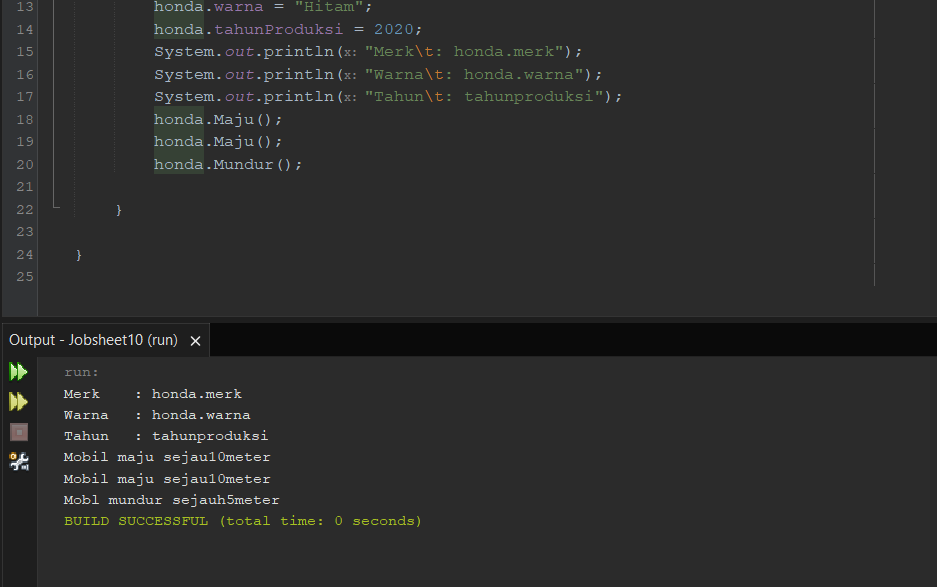 13 honda.warna = "Hitam";
14 honda.tahunProduksi = 2020;
15 System.out.println(x: "Merk\t: honda.merk");
16 System.out.println(x: "Warna\t: honda.warna");
17 System.out.println(x: "Tahun\t: tahunproduksi");
18 honda.Maju();
19 honda.Maju();
20 honda.Mundur();
21
22 }
23
24 }
25
Output - Jobsheet10 (run) ×
run:
Merk    : honda.merk
Warna   : honda.warna
Tahun   : tahunproduksi
Mobil maju sejau10meter
Mobil maju sejau10meter
Mobl mundur sejauh5meter
BUILD SUCCESSFUL (total time: 0 seconds)